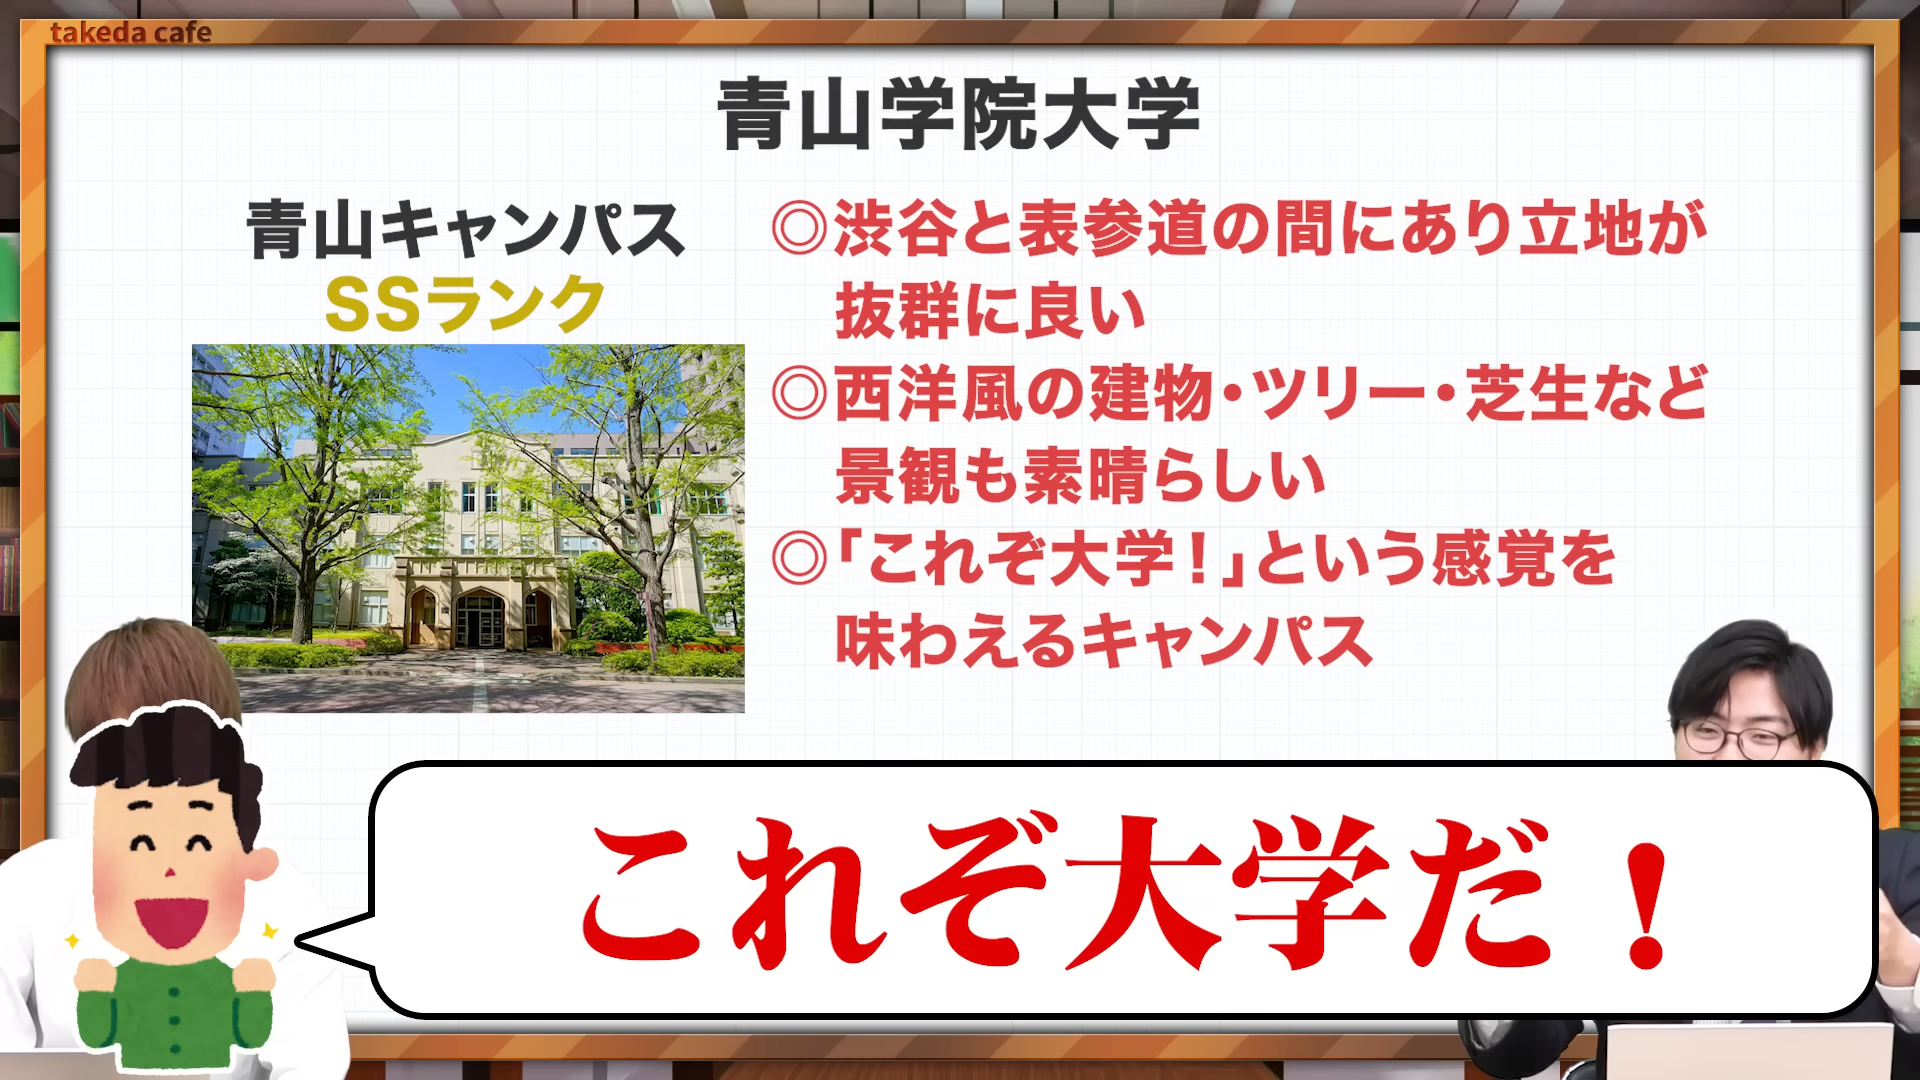 takeda cafe
青山学院大学
青山キャンパス
SSランク
◎渋谷と表参道の間にあり立地が
抜群に良い
◎西洋風の建物・ツリー・芝生など
景観も素晴らしい
◎「これぞ大学！」という感覚を
味わえるキャンパス
これぞ大学だ！